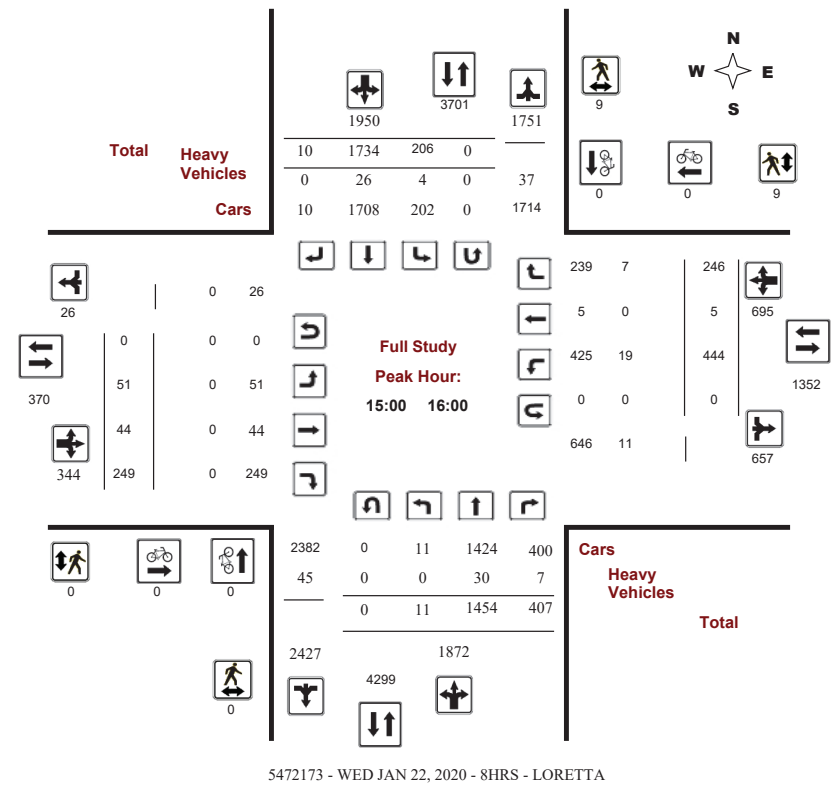 N
W E
S
1950 3701 1751 9
Total Heavy Vehicles
10 1734 206 0
0 26 4 0 37
Cars 10 1708 202 0 1714
0 0 9
26 0 26
239 7 246
695
0 0 0
5 0 5
Full Study
Peak Hour:
15:00 16:00
370
51 0 51
425 19 444
1352
44 0 44
0 0 0
344 249 0 249
646 11 657
2382 0 11 1424 400 Cars
45 0 0 30 7 Heavy Vehicles
0 11 1454 407 Total
0 0 0
2427 1872
4299
0
5472173 - WED JAN 22, 2020 - 8HRS - LORETTA